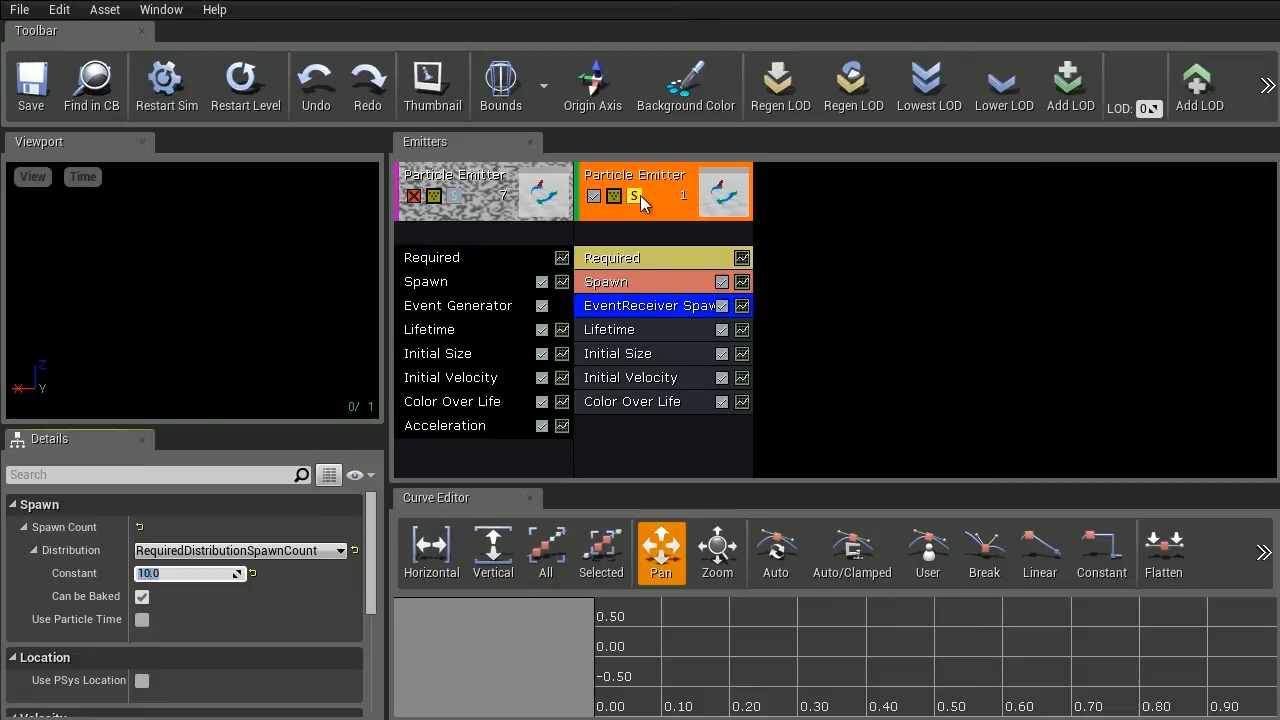 File Edit Asset Window Help
Toolbar
Save Find in CB Restart Sim Restart Level Undo Redo Thumbnail Bounds Origin Axis Background Color Regen LOD Regen LOD Lowest LOD Lower LOD Add LOD LOD: 0 Add LOD
Viewport
View Time
Z
X Y
0/ 1
Emitters
Particle Emitter
S 7
Particle Emitter
S 1
Required
Spawn
Event Generator
Lifetime
Initial Size
Initial Velocity
Color Over Life
Acceleration
Required
Spawn
EventReceiver Spaw
Lifetime
Initial Size
Initial Velocity
Color Over Life
Details
Search
Spawn
Spawn Count
Distribution RequiredDistributionSpawnCount
Constant 10.0
Can be Baked
Use Particle Time
Location
Use PSys Location
Velocity
Curve Editor
Horizontal Vertical All Selected Pan Zoom Auto Auto/Clamped User Break Linear Constant Flatten
0.50
0.00
-0.50
0.00 0.10 0.20 0.30 0.40 0.50 0.60 0.70 0.80 0.90